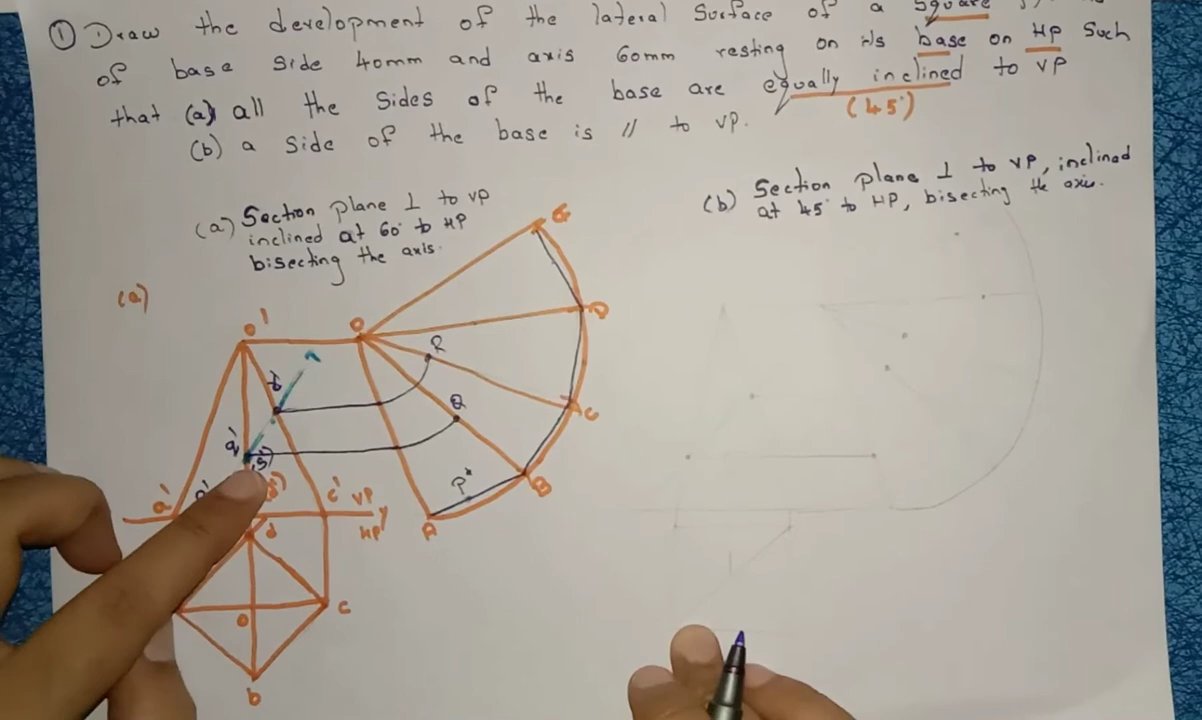 ① Draw the development of the lateral Surface of a Square
of base side 40mm and axis 60mm resting on its base on HP Such
that (a) all the Sides of the base are equally inclined to VP
(45°)
(b) a Side of the base is // to VP.
(a) Section plane ⊥ to VP
inclined at 60° to HP
bisecting the axis.
(b) Section plane ⊥ to VP, inclined
at 45° to HP, bisecting the axis.
(a)
o' O R D
q' (s') Q C
P B
a' c' VP
A HP
d
o c
b